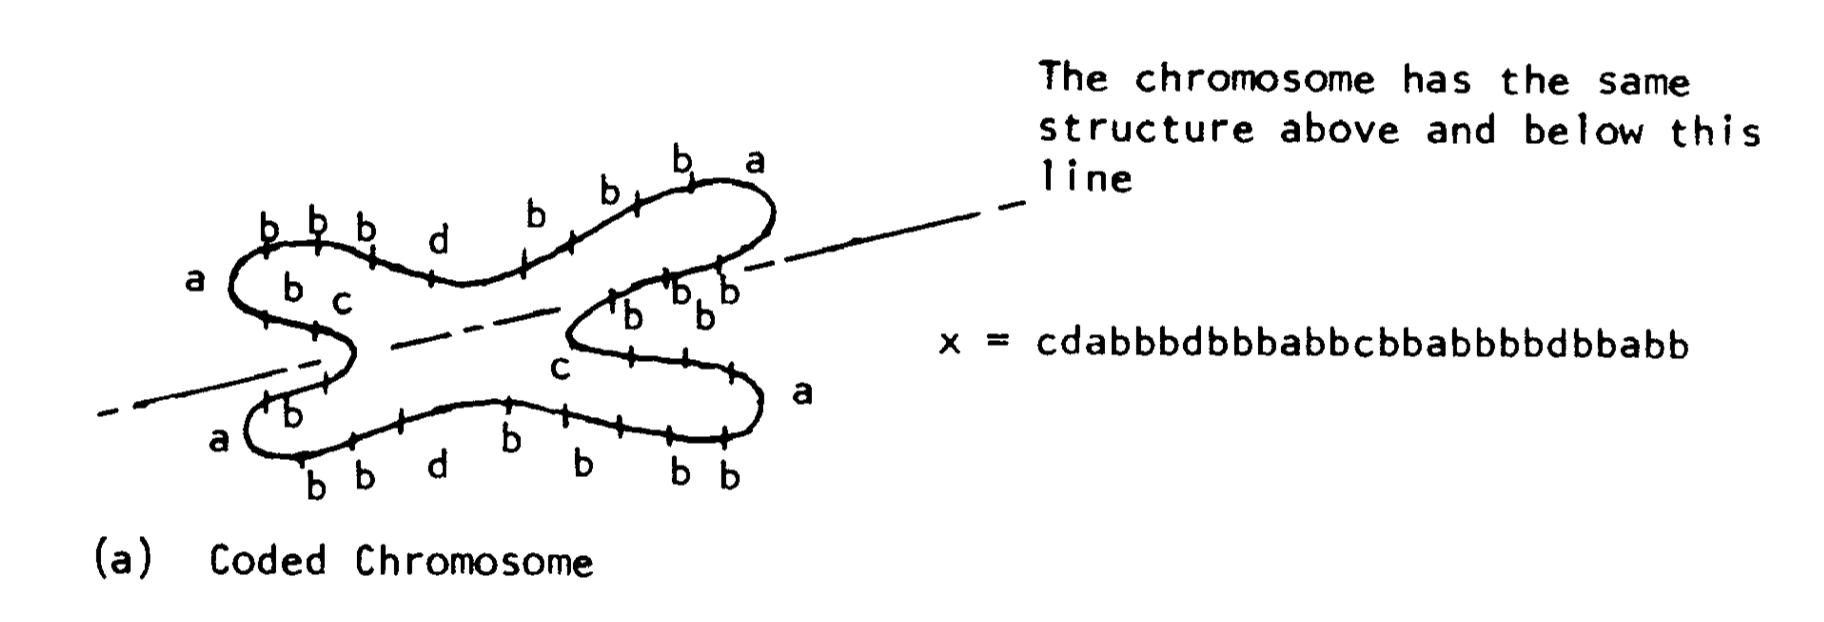 The chromosome has the same
structure above and below this
line
b a
b
b
b b b d
a b c
b b b b
x = cdabbbdbbbabbcbbabbbbdbbabb
c
a
b
a b
b b d b b b
(a) Coded Chromosome